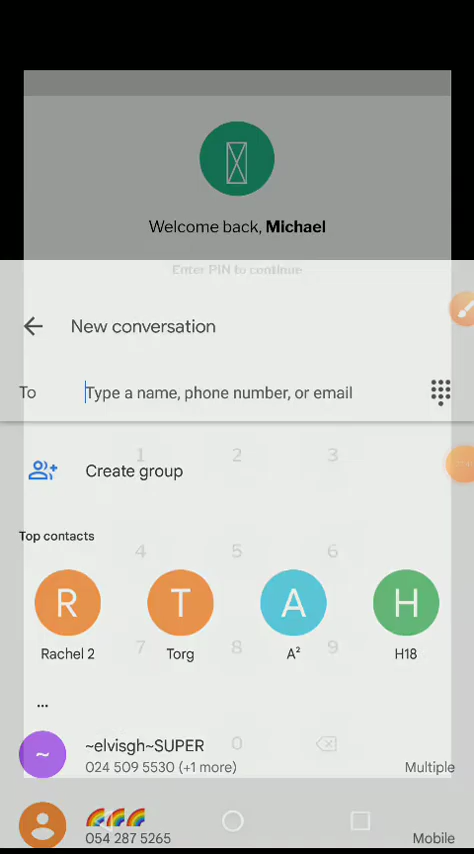 Welcome back, Michael
Enter PIN to continue
New conversation
To Type a name, phone number, or email
1 2 3
Create group
Top contacts
4 5 6
R T A H
7 8 9
Rachel 2 Torg A² H18
...
0
~ ~elvisgh~SUPER
024 509 5530 (+1 more) Multiple
🌈🌈🌈
054 287 5265 Mobile